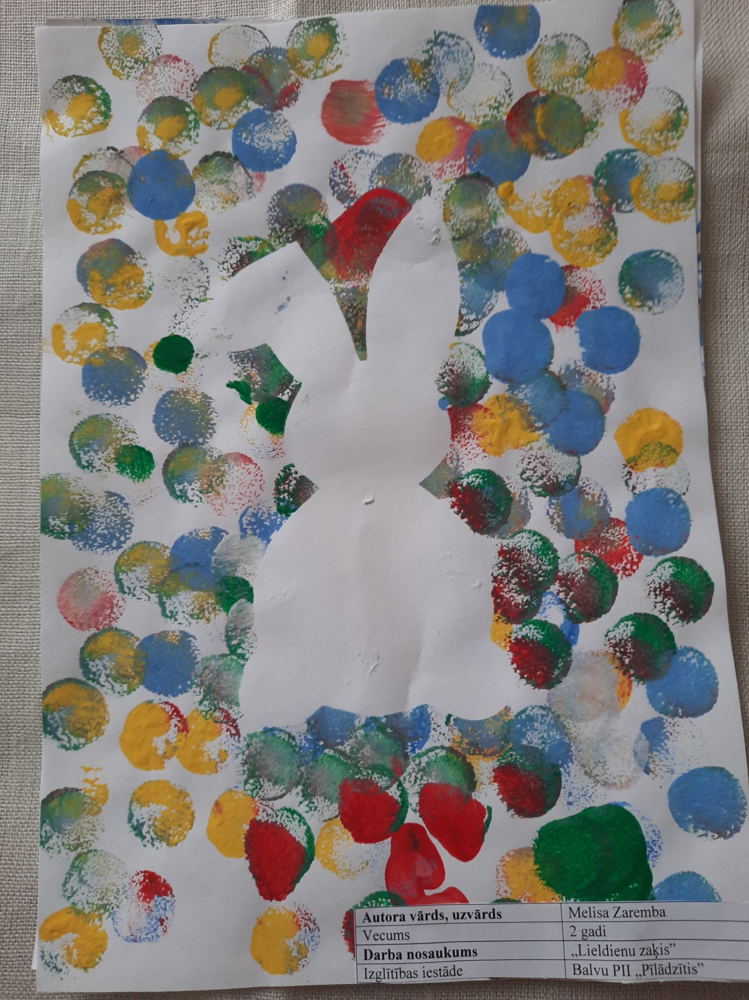 Autora vārds, uzvārds Melisa Zaremba
Vecums 2 gadi
Darba nosaukums „Lieldienu zaķis”
Izglītības iestāde Balvu PII „Pīlādzītis”